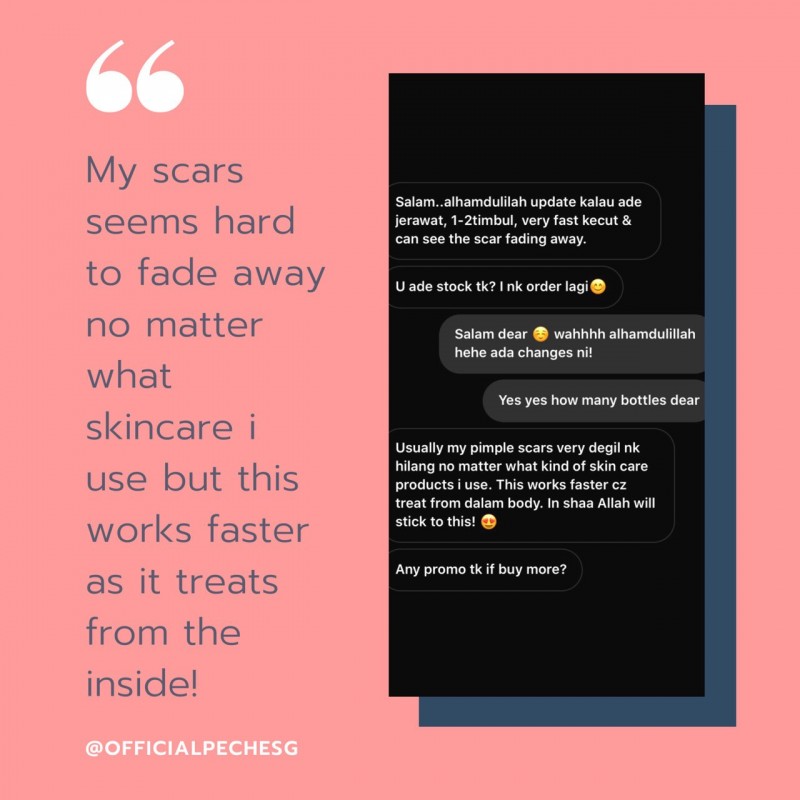 My scars
seems hard
to fade away
no matter
what
skincare i
use but this
works faster
as it treats
from the
inside!
@OFFICIALPECHESG
Salam..alhamdulilah update kalau ade
jerawat, 1-2timbul, very fast kecut &
can see the scar fading away.
U ade stock tk? I nk order lagi😊
Salam dear ☺️ wahhhh alhamdulillah
hehe ada changes ni!
Yes yes how many bottles dear
Usually my pimple scars very degil nk
hilang no matter what kind of skin care
products i use. This works faster cz
treat from dalam body. In shaa Allah will
stick to this! 😍
Any promo tk if buy more?